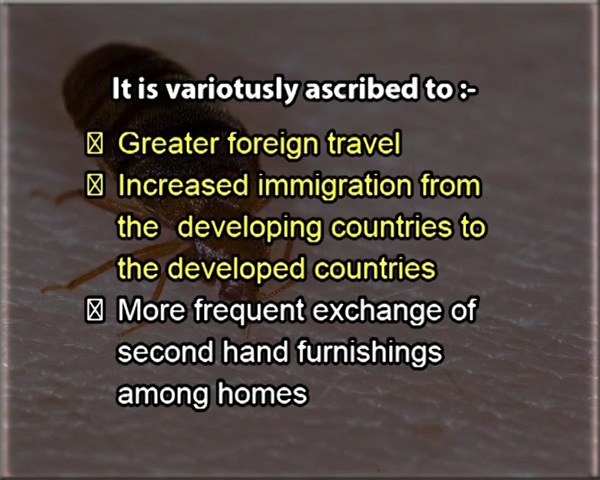 It is variotusly ascribed to :-
Greater foreign travel
Increased immigration from
the developing countries to
the developed countries
More frequent exchange of
second hand furnishings
among homes